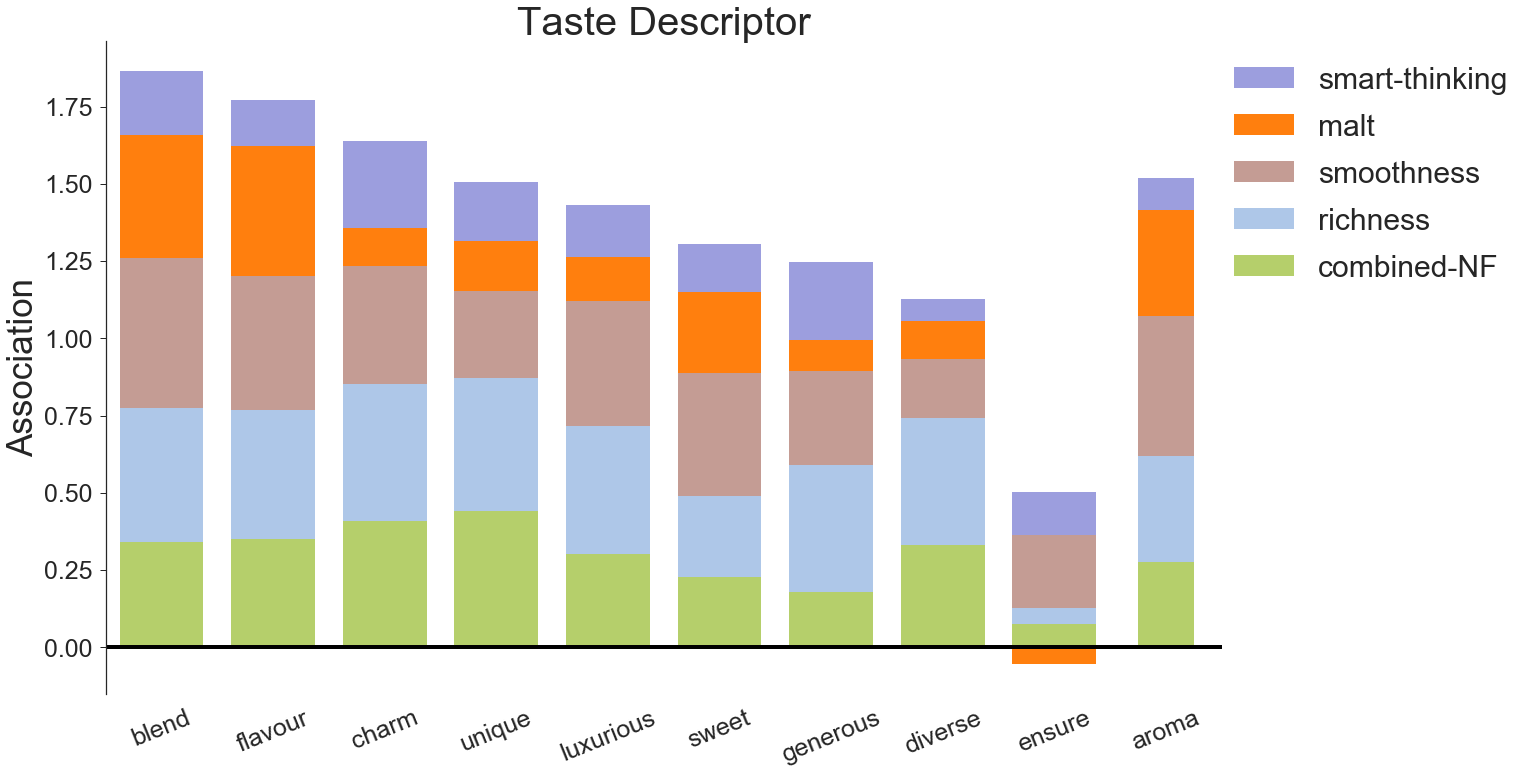 Taste Descriptor
Association
1.75
1.50
1.25
1.00
0.75
0.50
0.25
0.00
blend
flavour
charm
unique
luxurious
sweet
generous
diverse
ensure
aroma
smart-thinking
malt
smoothness
richness
combined-NF